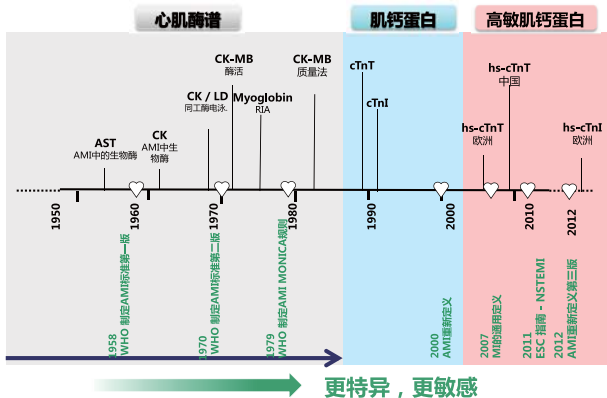 心肌酶谱
肌钙蛋白
高敏肌钙蛋白
CK-MB
酶活
CK-MB
质量法
cTnT
hs-cTnT
中国
CK / LD
同工酶电泳.
Myoglobin
RIA
cTnI
AST
AMI中的生物酶
CK
AMI中生
物酶
hs-cTnT
欧洲
hs-cTnI
欧洲
1950
1960
1970
1980
1990
2000
2010
2012
1958
WHO 制定AMI标准第一版
1970
WHO 制定AMI标准第二版
1979
WHO 制定AMI MONICA规则
2000
AMI重新定义
2007
MI的通用定义
2011
ESC 指南 - NSTEMI
2012
AMI重新定义第三版
更特异，更敏感